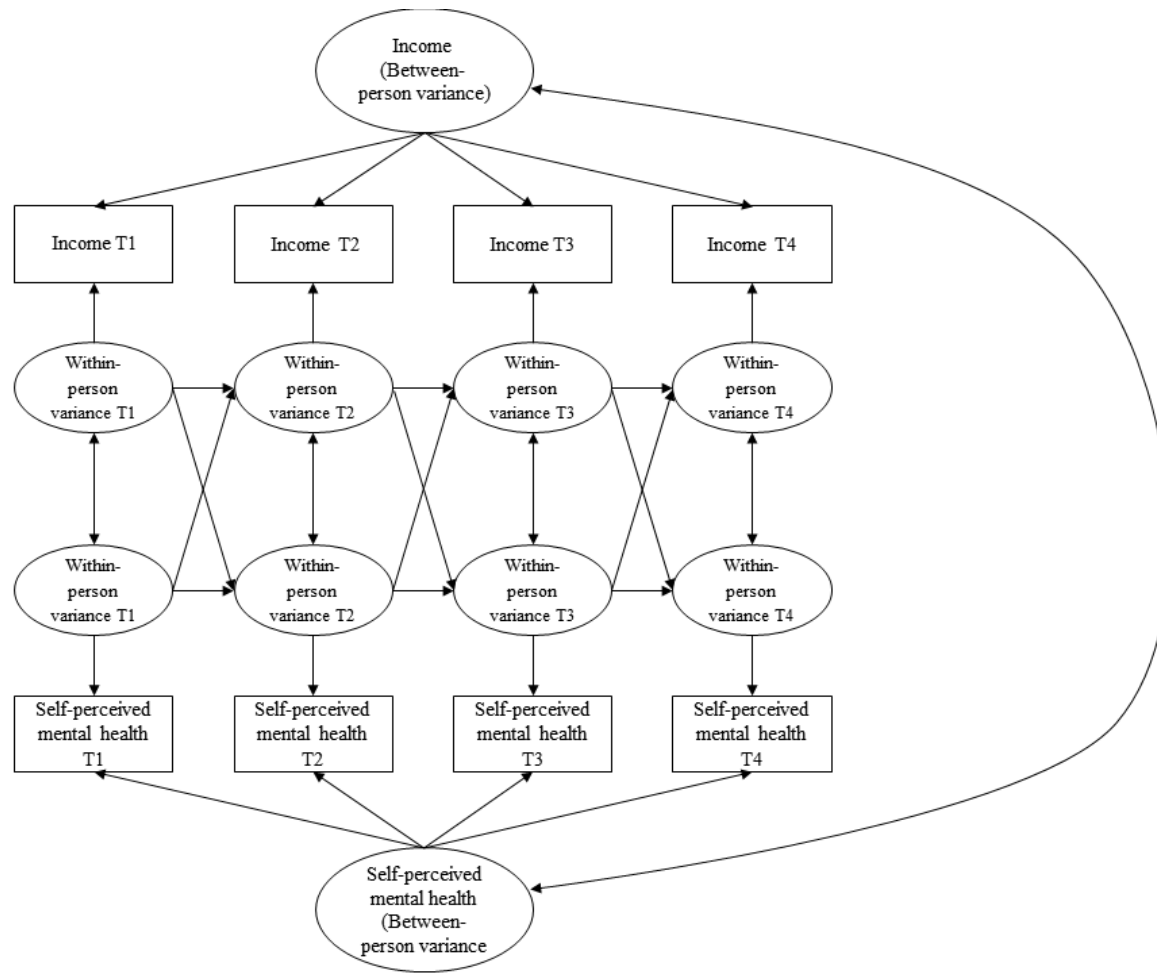 Income
(Between-
person variance)
Income T1
Income T2
Income T3
Income T4
Within-
person
variance T1
Within-
person
variance T2
Within-
person
variance T3
Within-
person
variance T4
Within-
person
variance T1
Within-
person
variance T2
Within-
person
variance T3
Within-
person
variance T4
Self-perceived
mental health
T1
Self-perceived
mental health
T2
Self-perceived
mental health
T3
Self-perceived
mental health
T4
Self-perceived
mental health
(Between-
person variance